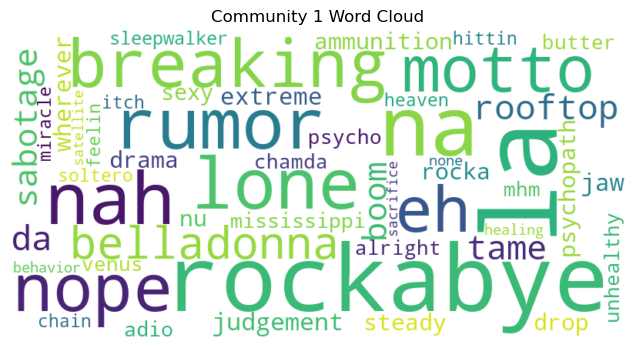 Community 1 Word Cloud
sleepwalker ammunition hittin butter
breaking motto
sabotage wherever miracle satellite feelin itch sexy extreme heaven rooftop
rumor psycho na la
drama chamda rocka jaw
soltero lone boom sacrifice none mhm psychopath
nah nu mississippi eh healing
da belladonna alright tame unhealthy
behavior venus
nope rockabye
chain adio judgement steady drop